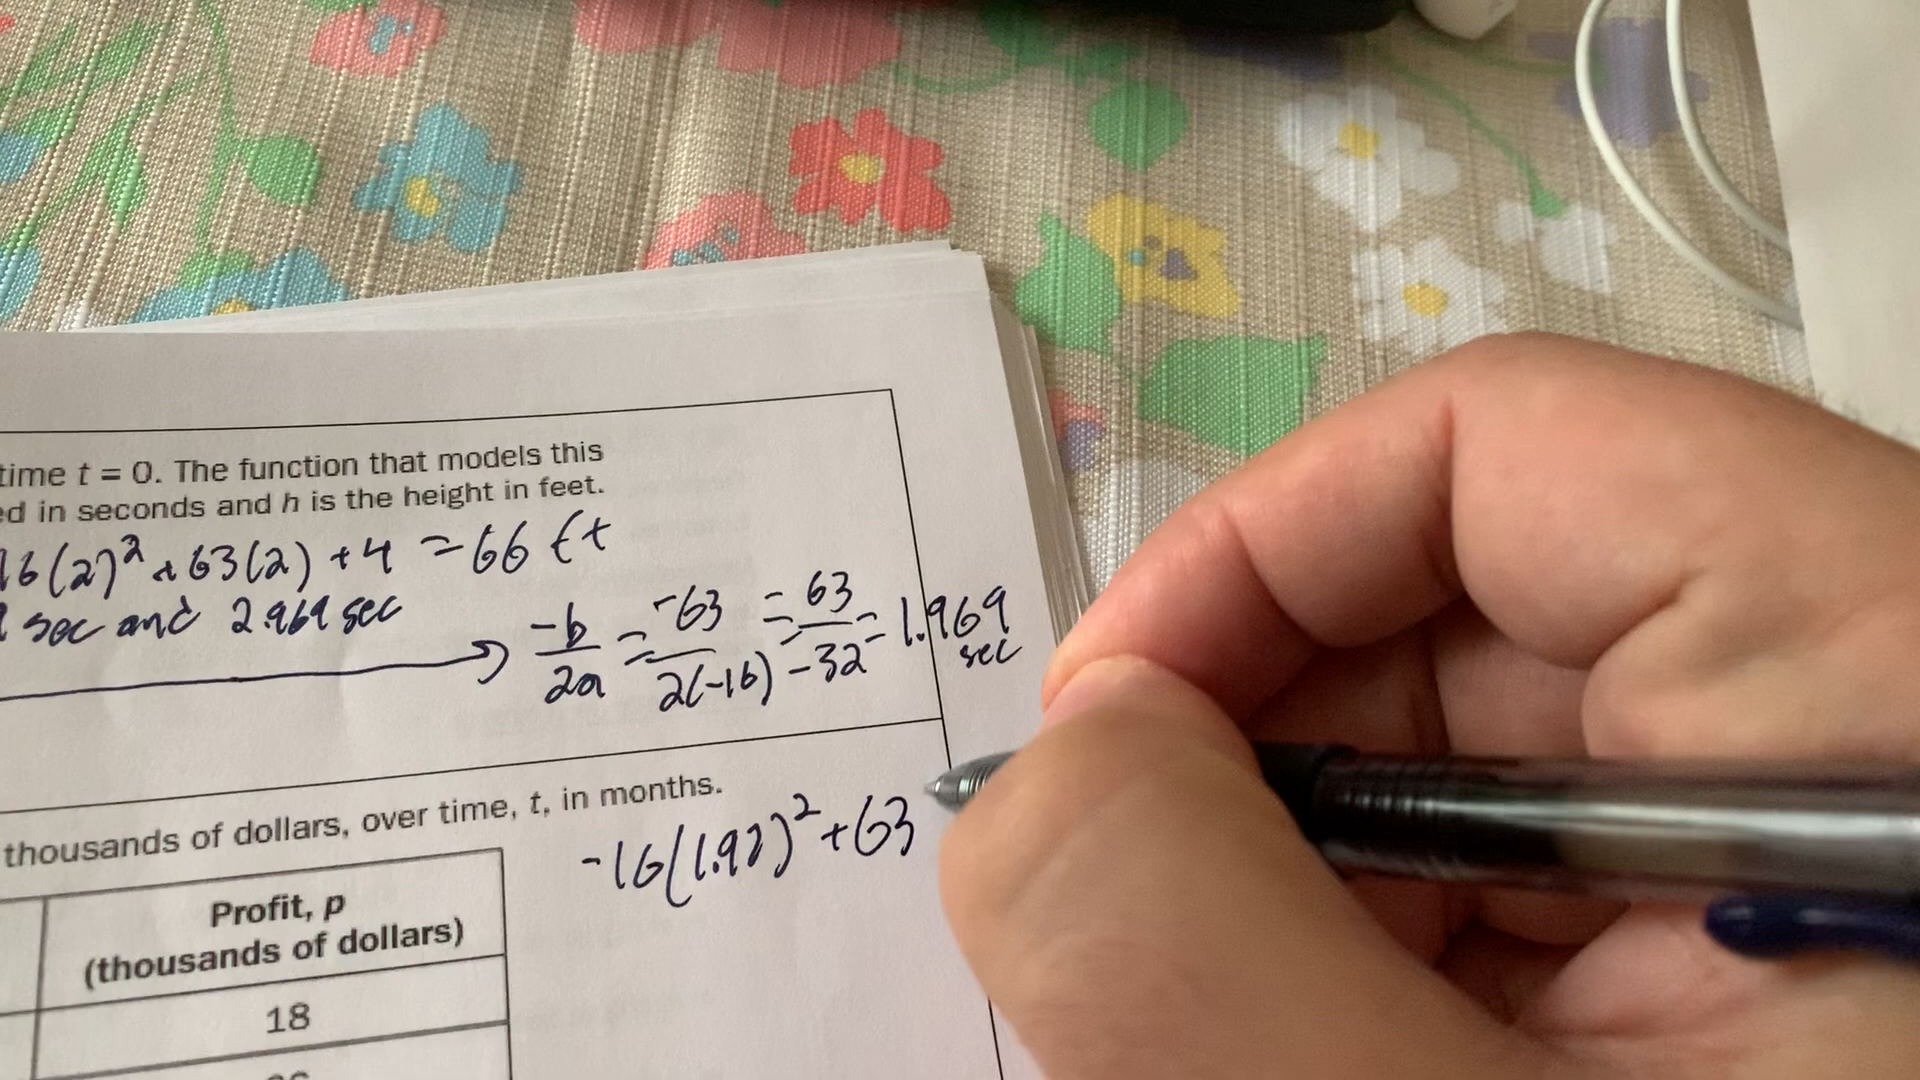 time t = 0. The function that models this
ed in seconds and h is the height in feet.
16(2)² + 63(2) + 4 = 66 ft
sec and 2.969 sec
-b/2a = -63/2(-16) = 63/-32 = 1.969 sec
thousands of dollars, over time, t, in months.
-16(1.97)² + 63
Profit, p
(thousands of dollars)
18